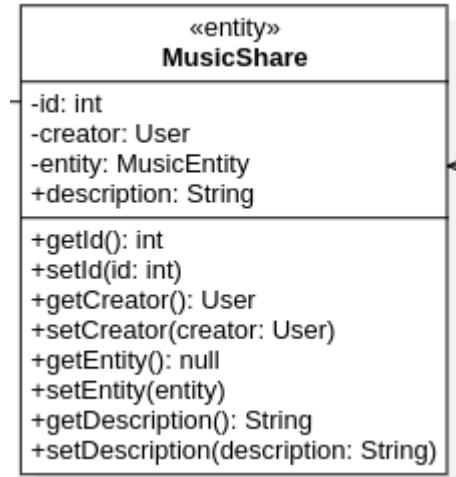 «entity»
MusicShare
-id: int
-creator: User
-entity: MusicEntity
+description: String
+getId(): int
+setId(id: int)
+getCreator(): User
+setCreator(creator: User)
+getEntity(): null
+setEntity(entity)
+getDescription(): String
+setDescription(description: String)